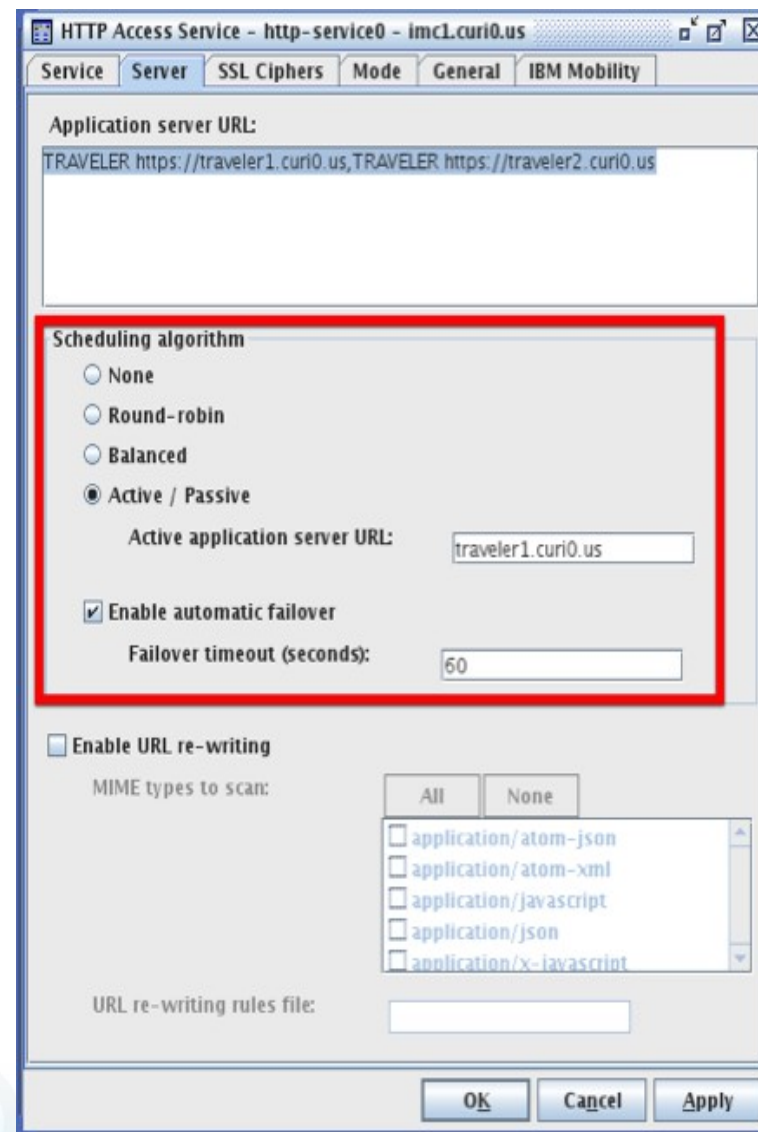 HTTP Access Service - http-service0 - imc1.curi0.us
Service Server SSL Ciphers Mode General IBM Mobility
Application server URL:
TRAVELER https://traveler1.curi0.us,TRAVELER https://traveler2.curi0.us
Scheduling algorithm
None
Round-robin
Balanced
Active / Passive
Active application server URL: traveler1.curi0.us
Enable automatic failover
Failover timeout (seconds): 60
Enable URL re-writing
MIME types to scan: All None
application/atom-json
application/atom-xml
application/javascript
application/json
application/x-javascript
URL re-writing rules file:
OK Cancel Apply